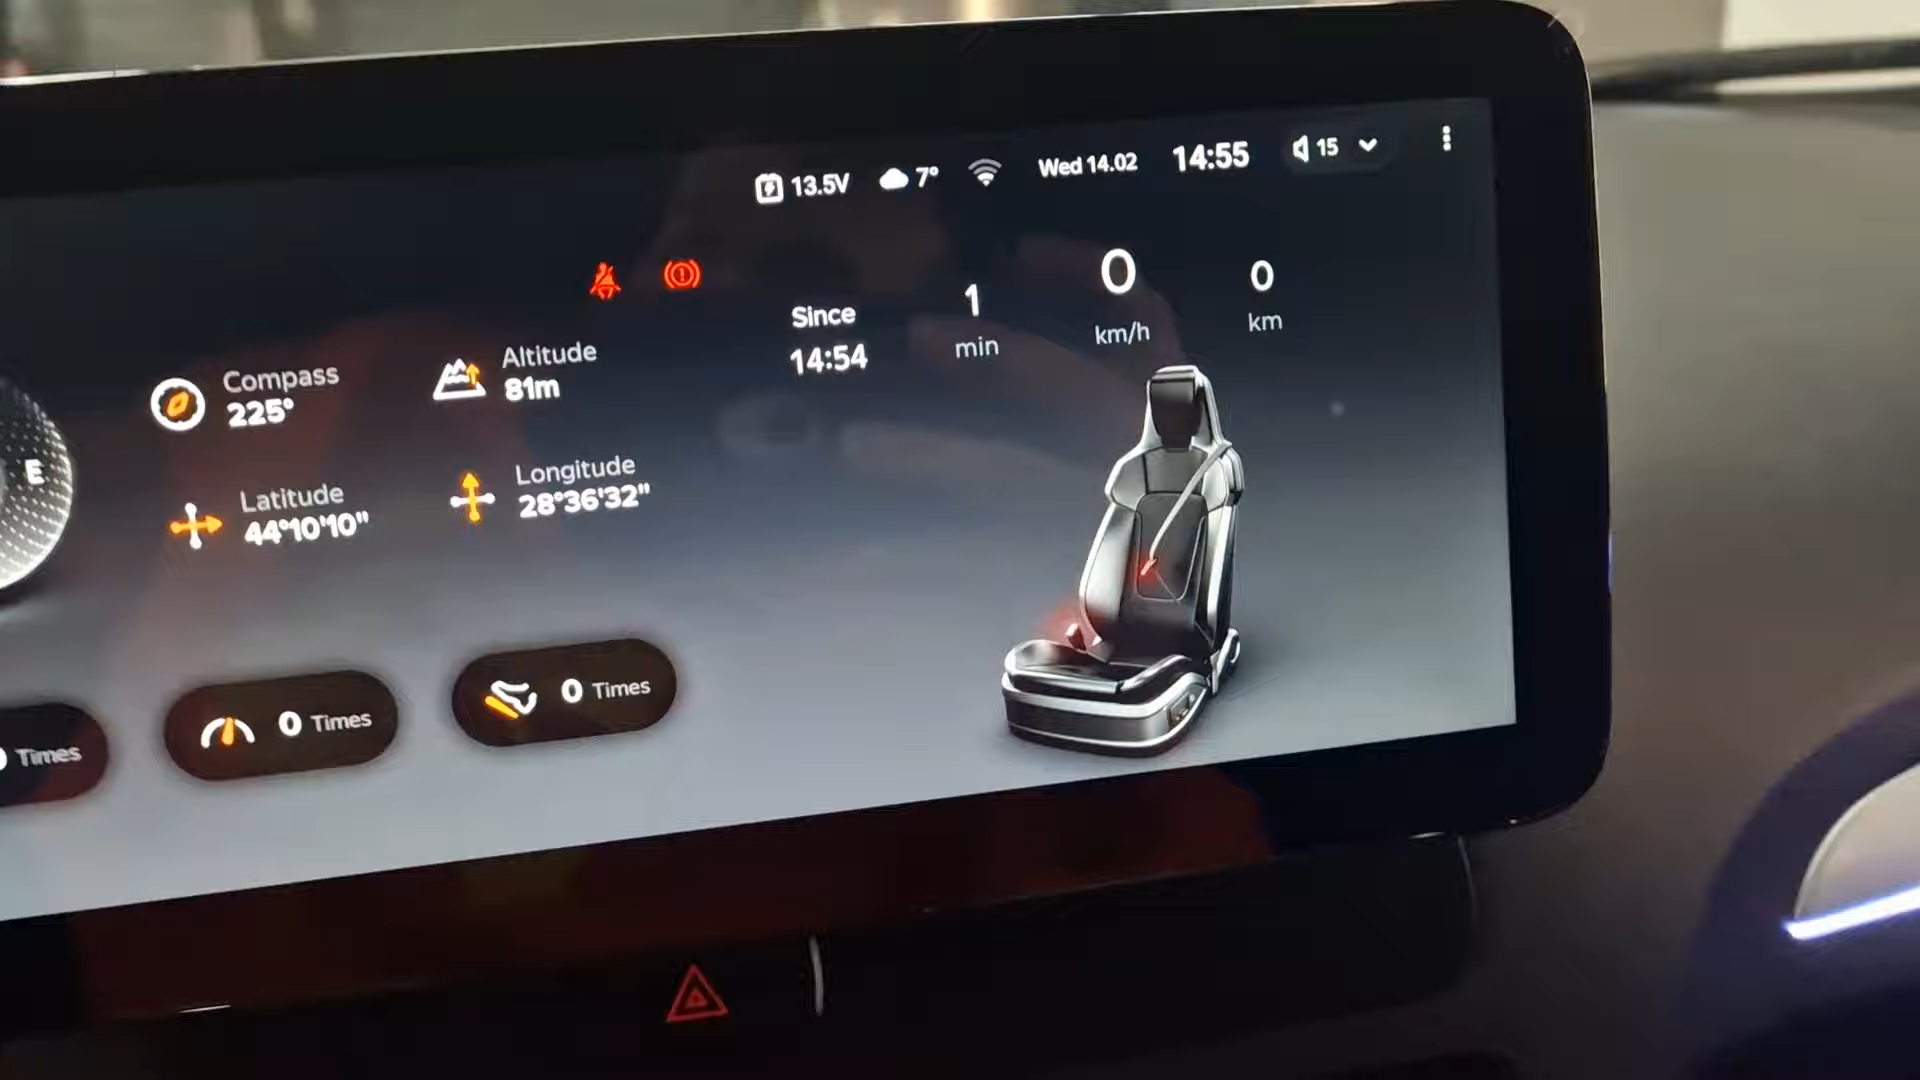 13.5V 7° Wed 14.02 14:55 15
Since
14:54
1
min
0
km/h
0
km
Compass
225°
Altitude
81m
E
Latitude
44°10'10"
Longitude
28°36'32"
Times
0 Times
0 Times